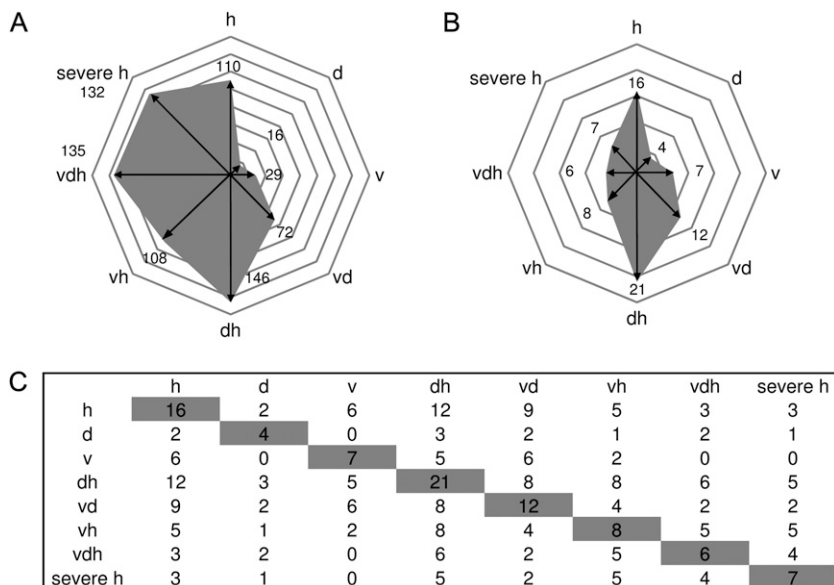 A
h
110
d
severe h
132
16
135
vdh
29
v
72
108
146
vh
vd
dh
B
h
16
d
severe h
7
4
vdh
6
7
v
8
12
vh
vd
21
dh
C
h d v dh vd vh vdh severe h
h 16 2 6 12 9 5 3 3
d 2 4 0 3 2 1 2 1
v 6 0 7 5 6 2 0 0
dh 12 3 5 21 8 8 6 5
vd 9 2 6 8 12 4 2 2
vh 5 1 2 8 4 8 5 5
vdh 3 2 0 6 2 5 6 4
severe h 3 1 0 5 2 5 4 7